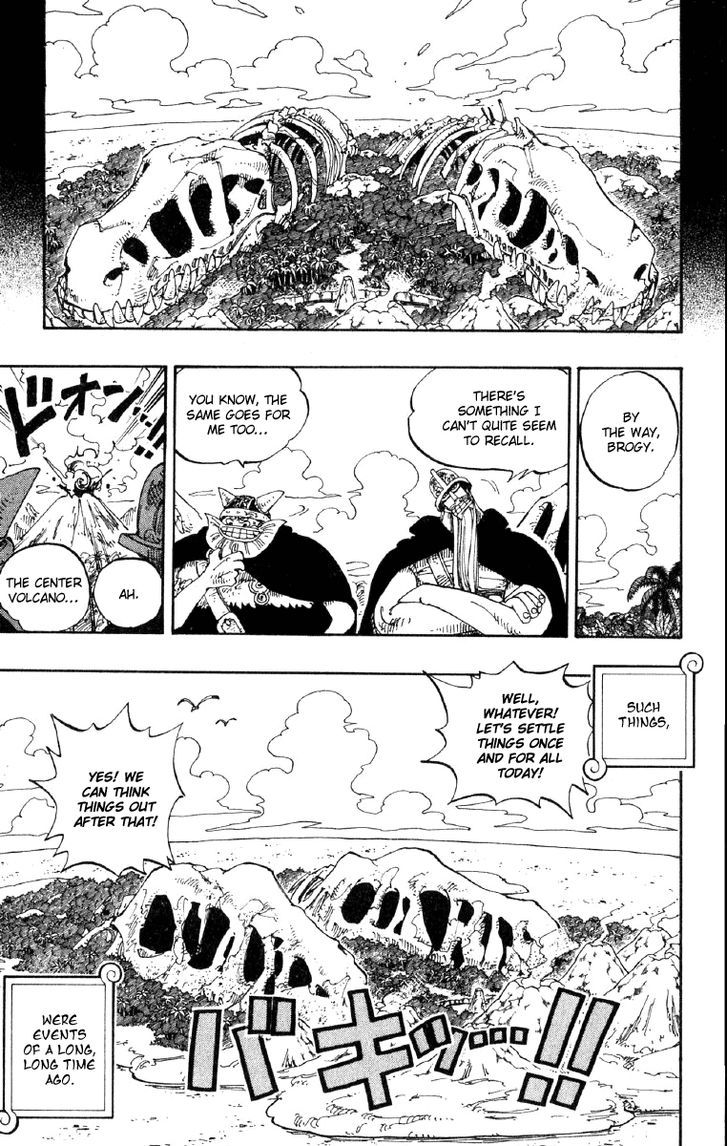 BY
THE WAY,
BROGY.
THERE'S
SOMETHING I
CAN'T QUITE SEEM
TO RECALL.
YOU KNOW, THE
SAME GOES FOR
ME TOO...
ドオン...!!
AH.
THE CENTER
VOLCANO...
SUCH
THINGS,
WELL,
WHATEVER!
LET'S SETTLE
THINGS ONCE
AND FOR ALL
TODAY!
YES! WE
CAN THINK
THINGS OUT
AFTER THAT!
バキッ...!!
WERE
EVENTS
OF A LONG,
LONG TIME
AGO.